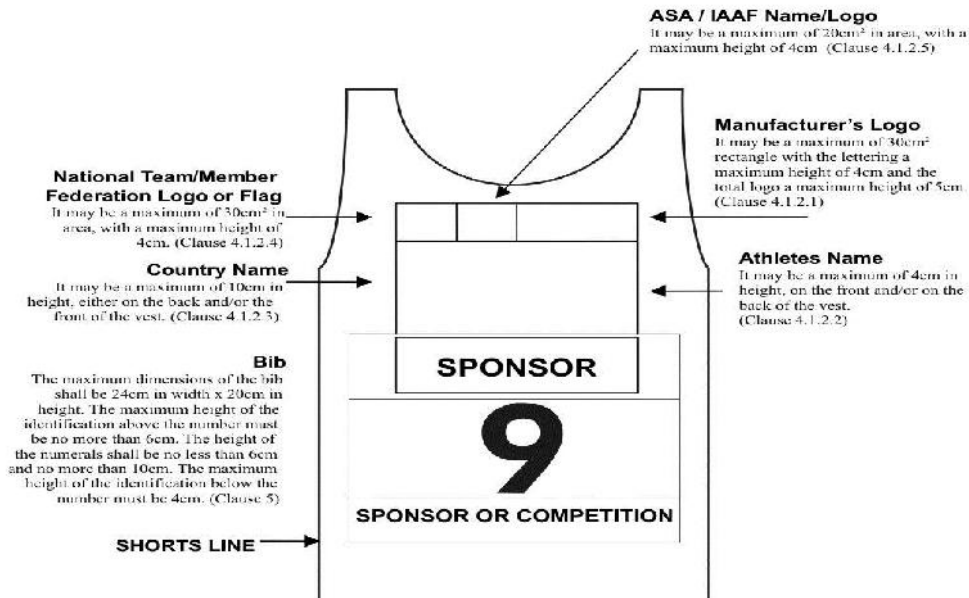 ASA / IAAF Name/Logo
It may be a maximum of 20cm² in area, with a
maximum height of 4cm (Clause 4.1.2.5)
Manufacturer's Logo
It may be a maximum of 30cm²
rectangle with the lettering a
maximum height of 4cm and the
total logo a maximum height of 5cm.
(Clause 4.1.2.1)
National Team/Member
Federation Logo or Flag
It may be a maximum of 30cm² in
area, with a maximum height of
4cm. (Clause 4.1.2.4)
Country Name
It may be a maximum of 10cm in
height, either on the back and/or the
front of the vest. (Clause 4.1.2.3)
Athletes Name
It may be a maximum of 4cm in
height, on the front and/or on the
back of the vest.
(Clause 4.1.2.2)
Bib
The maximum dimensions of the bib
shall be 24cm in width x 20cm in
height. The maximum height of the
identification above the number must
be no more than 6cm. The height of
the numerals shall be no less than 6cm
and no more than 10cm. The maximum
height of the identification below the
number must be 4cm. (Clause 5)
SPONSOR
9
SPONSOR OR COMPETITION
SHORTS LINE